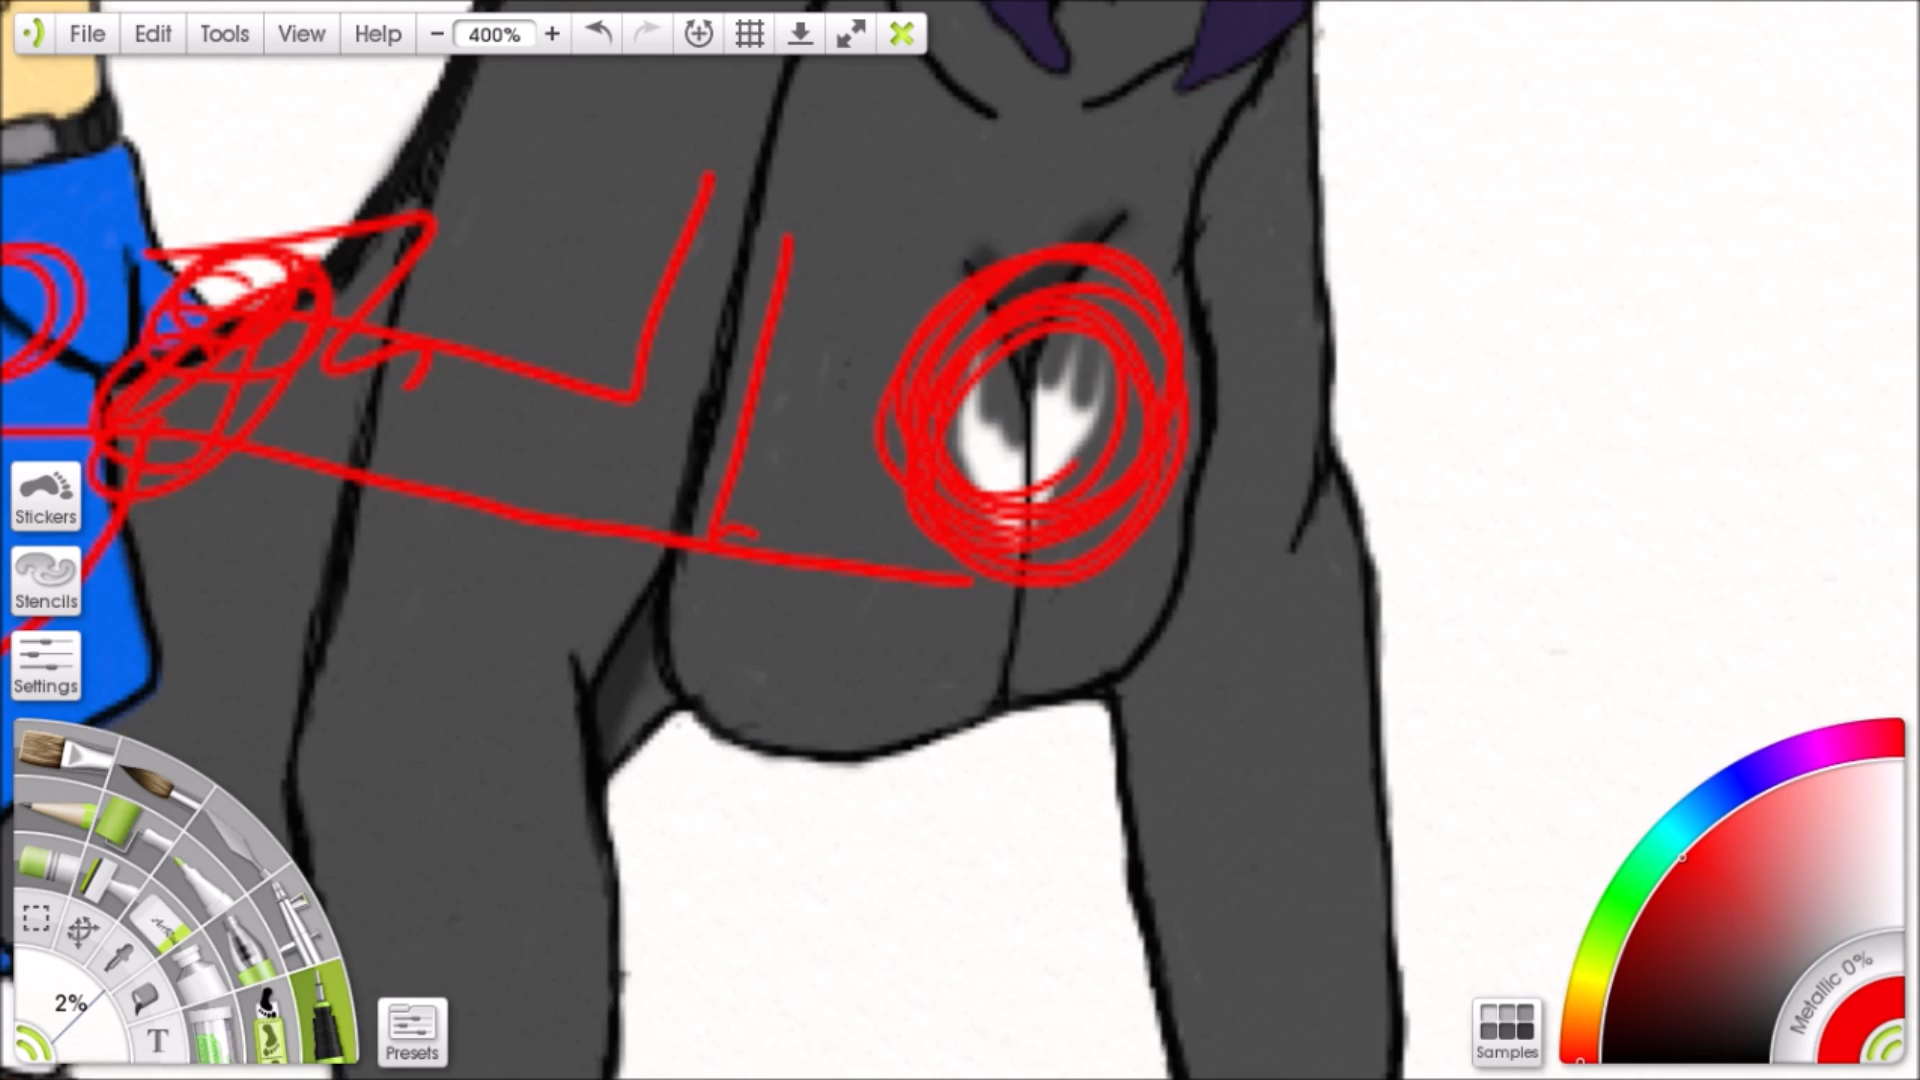 File Edit Tools View Help − 400% +
Stickers
Stencils
Settings
2%
T
Presets
Metallic 0%
Samples